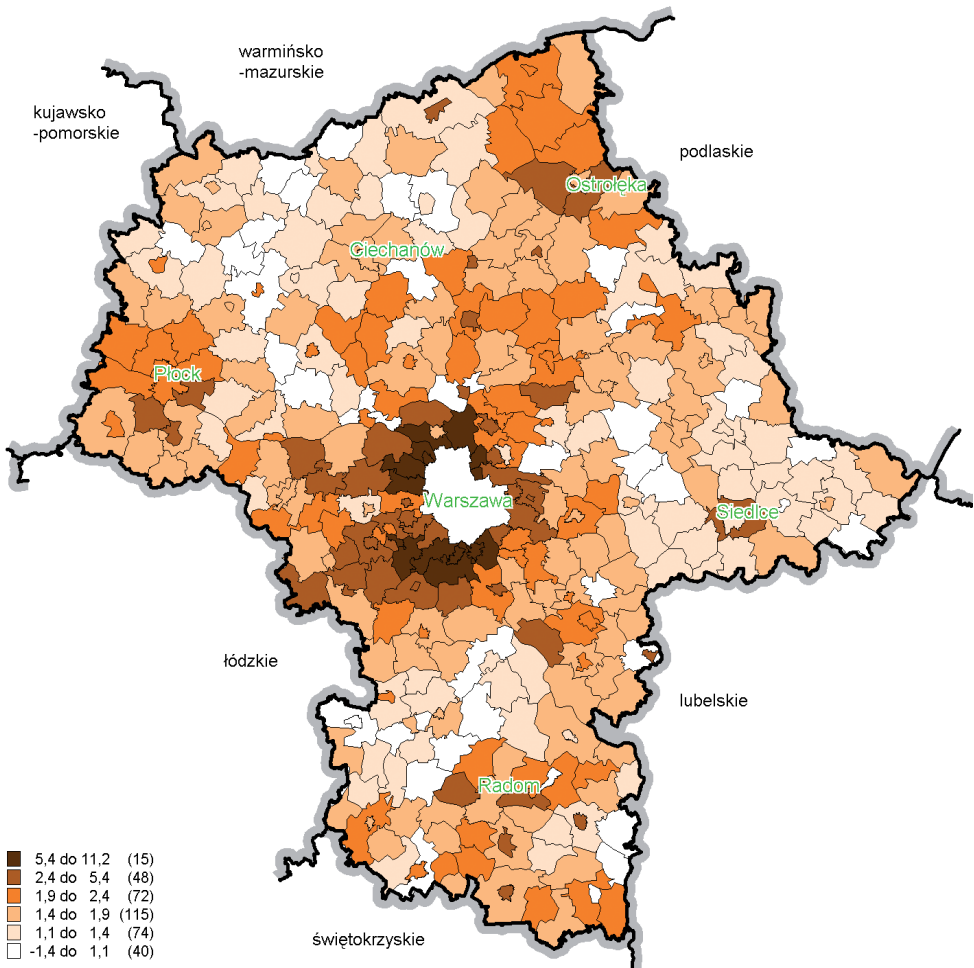 warmińsko
-mazurskie
kujawsko
-pomorskie
podlaskie
Ostrołęka
Ciechanów
Płock
Warszawa
Siedlce
łódzkie
lubelskie
Radom
świętokrzyskie
5,4 do 11,2 (15)
2,4 do 5,4 (48)
1,9 do 2,4 (72)
1,4 do 1,9 (115)
1,1 do 1,4 (74)
-1,4 do 1,1 (40)